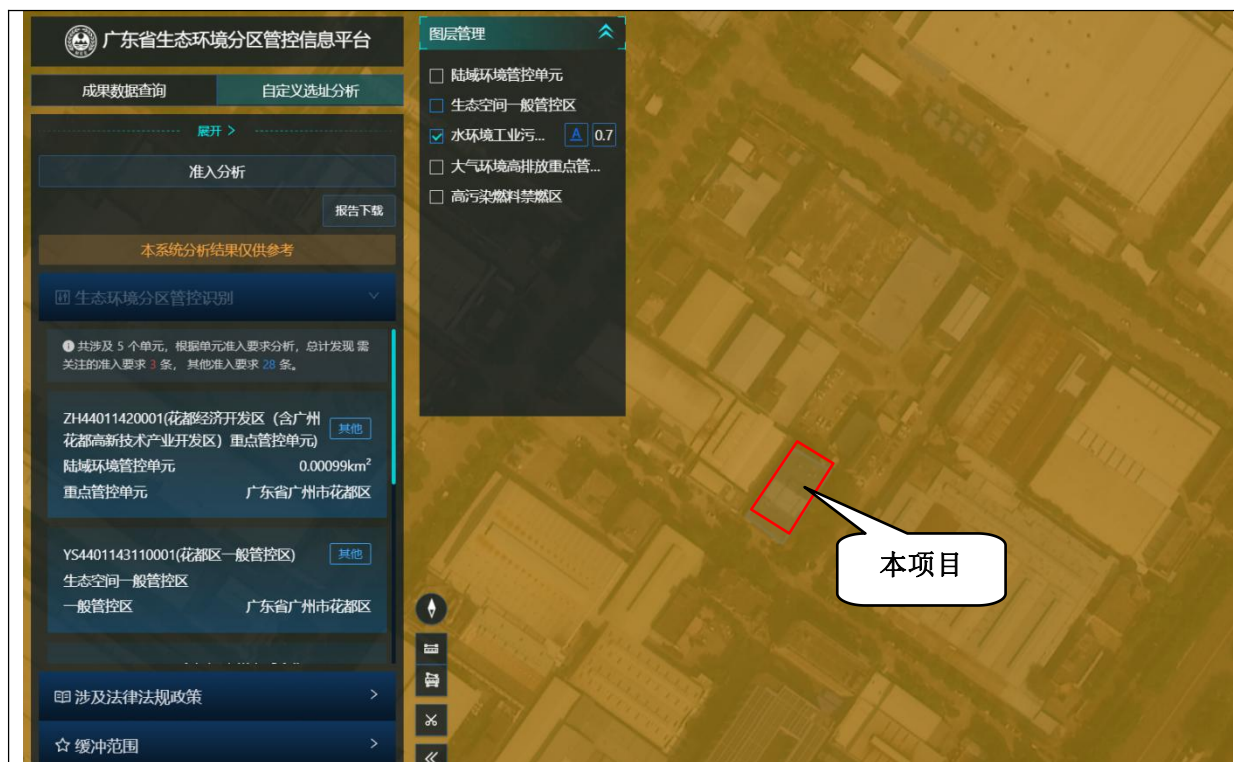 广东省生态环境分区管控信息平台
成果数据查询
自定义选址分析
展开 >
准入分析
报告下载
本系统分析结果仅供参考
生态环境分区管控识别
共涉及 5 个单元，根据单元准入要求分析，总计发现 需
关注的准入要求 3 条， 其他准入要求 28 条。
ZH44011420001(花都经济开发区（含广州
花都高新技术产业开发区）重点管控单元)
其他
陆域环境管控单元 0.00099km²
重点管控单元 广东省广州市花都区
YS4401143110001(花都区一般管控区)
其他
生态空间一般管控区
一般管控区 广东省广州市花都区
涉及法律法规政策
缓冲范围
图层管理
陆域环境管控单元
生态空间一般管控区
水环境工业污... A 0.7
大气环境高排放重点管...
高污染燃料禁燃区
本项目